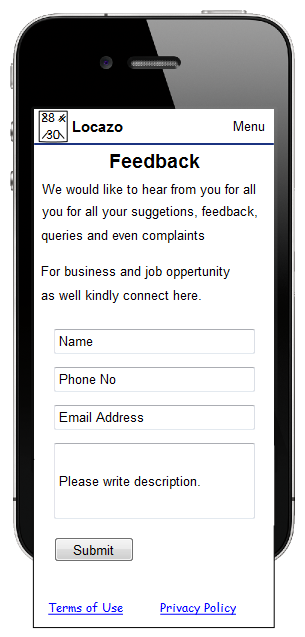 Locazo
Menu
Feedback
We would like to hear from you for all
you for all your suggetions, feedback,
queries and even complaints
For business and job oppertunity
as well kindly connect here.
Name
Phone No
Email Address
Please write description.
Submit
Terms of Use Privacy Policy